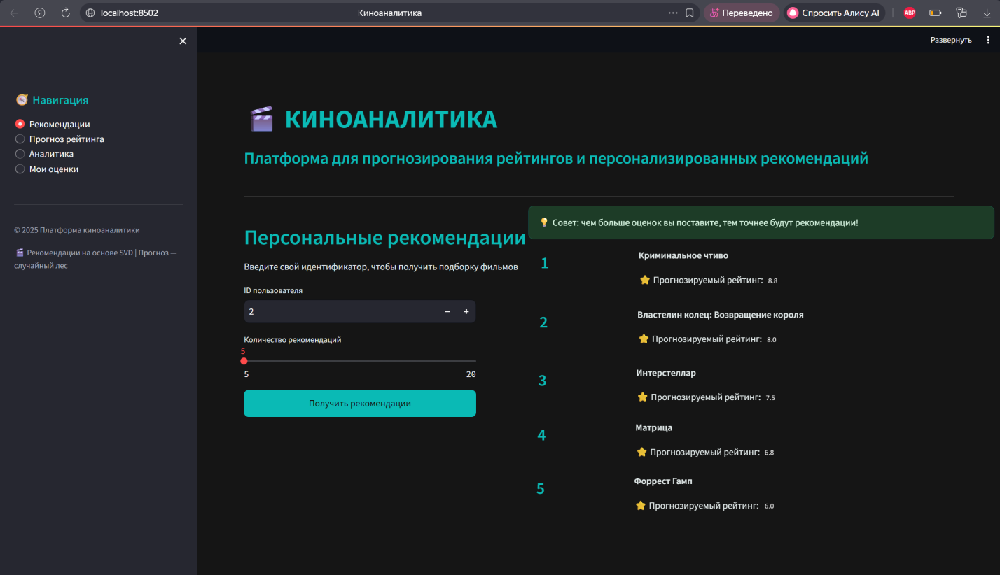 localhost:8502
Киноаналитика
Переведено
Спросить Алису AI
ABP
Развернуть
Навигация
Рекомендации
Прогноз рейтинга
Аналитика
Мои оценки
© 2025 Платформа киноаналитики
Рекомендации на основе SVD | Прогноз —
случайный лес
КИНОАНАЛИТИКА
Платформа для прогнозирования рейтингов и персонализированных рекомендаций
Персональные рекомендации
Введите свой идентификатор, чтобы получить подборку фильмов
ID пользователя
2
− +
Количество рекомендаций
5
5 20
Получить рекомендации
Совет: чем больше оценок вы поставите, тем точнее будут рекомендации!
1 Криминальное чтиво
Прогнозируемый рейтинг: 8.8
2 Властелин колец: Возвращение короля
Прогнозируемый рейтинг: 8.0
3 Интерстеллар
Прогнозируемый рейтинг: 7.5
4 Матрица
Прогнозируемый рейтинг: 6.8
5 Форрест Гамп
Прогнозируемый рейтинг: 6.0